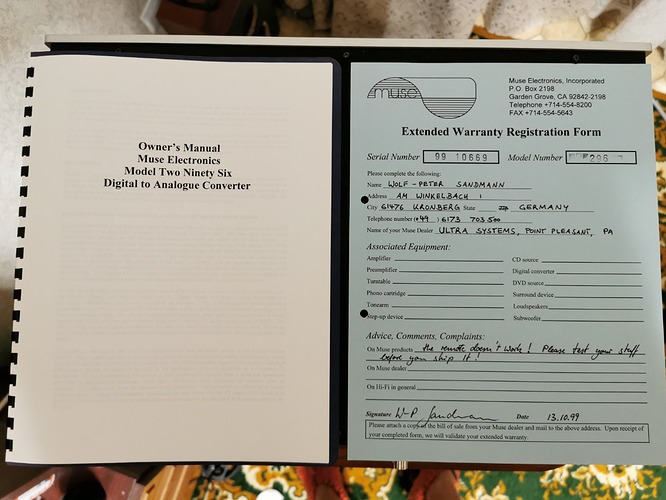 Owner's Manual
Muse Electronics
Model Two Ninety Six
Digital to Analogue Converter
muse
Muse Electronics, Incorporated
P.O. Box 2198
Garden Grove, CA 92842-2198
Telephone +714-554-8200
FAX +714-554-5643
Extended Warranty Registration Form
Serial Number 99 10669 Model Number 296
Please complete the following:
Name WOLF-PETER SANDMANN
Address AM WINKELBACH 1
City 61476 KRONBERG State GERMANY
Telephone number (+49 ) 6173 703 500
Name of your Muse Dealer ULTRA SYSTEMS, POINT PLEASANT, PA
Associated Equipment:
Amplifier
Preamplifier
Turntable
Phono cartridge
Tonearm
Step-up device
CD source
Digital converter
DVD source
Surround device
Loudspeakers
Subwoofer
Advice, Comments, Complaints:
On Muse products the remote doesn't work! Please test your stuff
before you ship it!
On Muse dealer
On Hi-Fi in general
Signature W-P Sandmann Date 13.10.99
Please attach a copy of the bill of sale from your Muse dealer and mail to the above address. Upon receipt of
your completed form, we will validate your extended warranty.